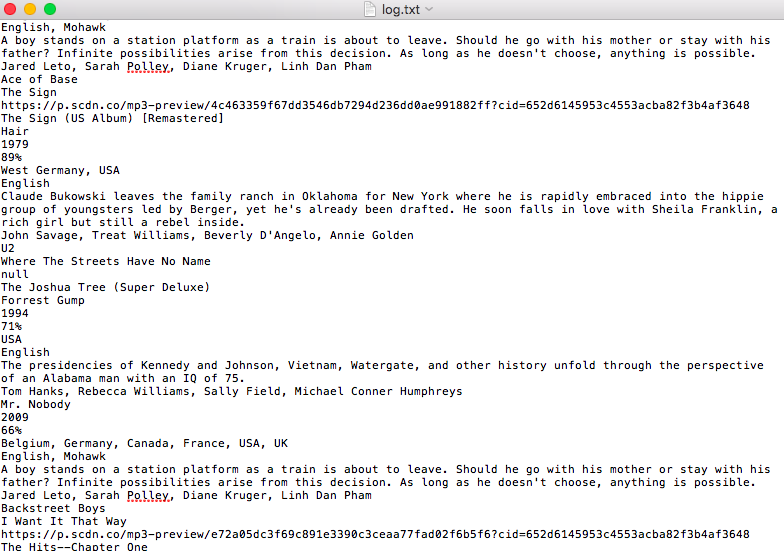 log.txt
English, Mohawk
A boy stands on a station platform as a train is about to leave. Should he go with his mother or stay with his
father? Infinite possibilities arise from this decision. As long as he doesn't choose, anything is possible.
Jared Leto, Sarah Polley, Diane Kruger, Linh Dan Pham
Ace of Base
The Sign
https://p.scdn.co/mp3-preview/4c463359f67dd3546db7294d236dd0ae991882ff?cid=652d6145953c4553acba82f3b4af3648
The Sign (US Album) [Remastered]
Hair
1979
89%
West Germany, USA
English
Claude Bukowski leaves the family ranch in Oklahoma for New York where he is rapidly embraced into the hippie
group of youngsters led by Berger, yet he's already been drafted. He soon falls in love with Sheila Franklin, a
rich girl but still a rebel inside.
John Savage, Treat Williams, Beverly D'Angelo, Annie Golden
U2
Where The Streets Have No Name
null
The Joshua Tree (Super Deluxe)
Forrest Gump
1994
71%
USA
English
The presidencies of Kennedy and Johnson, Vietnam, Watergate, and other history unfold through the perspective
of an Alabama man with an IQ of 75.
Tom Hanks, Rebecca Williams, Sally Field, Michael Conner Humphreys
Mr. Nobody
2009
66%
Belgium, Germany, Canada, France, USA, UK
English, Mohawk
A boy stands on a station platform as a train is about to leave. Should he go with his mother or stay with his
father? Infinite possibilities arise from this decision. As long as he doesn't choose, anything is possible.
Jared Leto, Sarah Polley, Diane Kruger, Linh Dan Pham
Backstreet Boys
I Want It That Way
https://p.scdn.co/mp3-preview/e72a05dc3f69c891e3390c3ceaa77fad02f6b5f6?cid=652d6145953c4553acba82f3b4af3648
The Hits--Chapter One